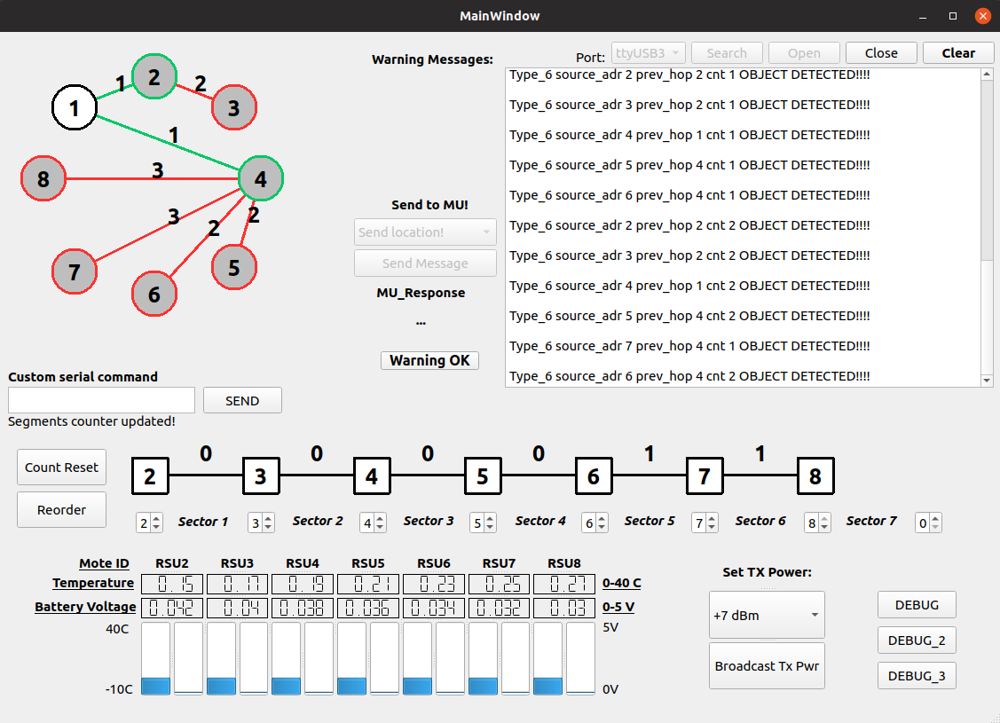 MainWindow
Warning Messages:
Port:
ttyUSB3
Search
Open
Close
Clear
1
2
2
1
3
1
8
3
4
3
2
2
7
6
5
Type_6 source_adr 2 prev_hop 2 cnt 1 OBJECT DETECTED!!!!
Type_6 source_adr 3 prev_hop 2 cnt 1 OBJECT DETECTED!!!!
Type_6 source_adr 4 prev_hop 1 cnt 1 OBJECT DETECTED!!!!
Type_6 source_adr 5 prev_hop 4 cnt 1 OBJECT DETECTED!!!!
Type_6 source_adr 6 prev_hop 4 cnt 1 OBJECT DETECTED!!!!
Type_6 source_adr 2 prev_hop 2 cnt 2 OBJECT DETECTED!!!!
Type_6 source_adr 3 prev_hop 2 cnt 2 OBJECT DETECTED!!!!
Type_6 source_adr 4 prev_hop 1 cnt 2 OBJECT DETECTED!!!!
Type_6 source_adr 5 prev_hop 4 cnt 2 OBJECT DETECTED!!!!
Type_6 source_adr 7 prev_hop 4 cnt 1 OBJECT DETECTED!!!!
Type_6 source_adr 6 prev_hop 4 cnt 2 OBJECT DETECTED!!!!
Send to MU!
Send location!
Send Message
MU_Response
...
Warning OK
Custom serial command
SEND
Segments counter updated!
Count Reset
Reorder
0 0 0 0 1 1
2 3 4 5 6 7 8
2 Sector 1 3 Sector 2 4 Sector 3 5 Sector 4 6 Sector 5 7 Sector 6 8 Sector 7 0
Mote ID RSU2 RSU3 RSU4 RSU5 RSU6 RSU7 RSU8
Temperature 0.15 0.17 0.19 0.21 0.23 0.25 0.27 0-40 C
Battery Voltage 0.042 0.04 0.038 0.036 0.034 0.032 0.03 0-5 V
40C 5V
-10C 0V
Set TX Power:
+7 dBm
Broadcast Tx Pwr
DEBUG
DEBUG_2
DEBUG_3